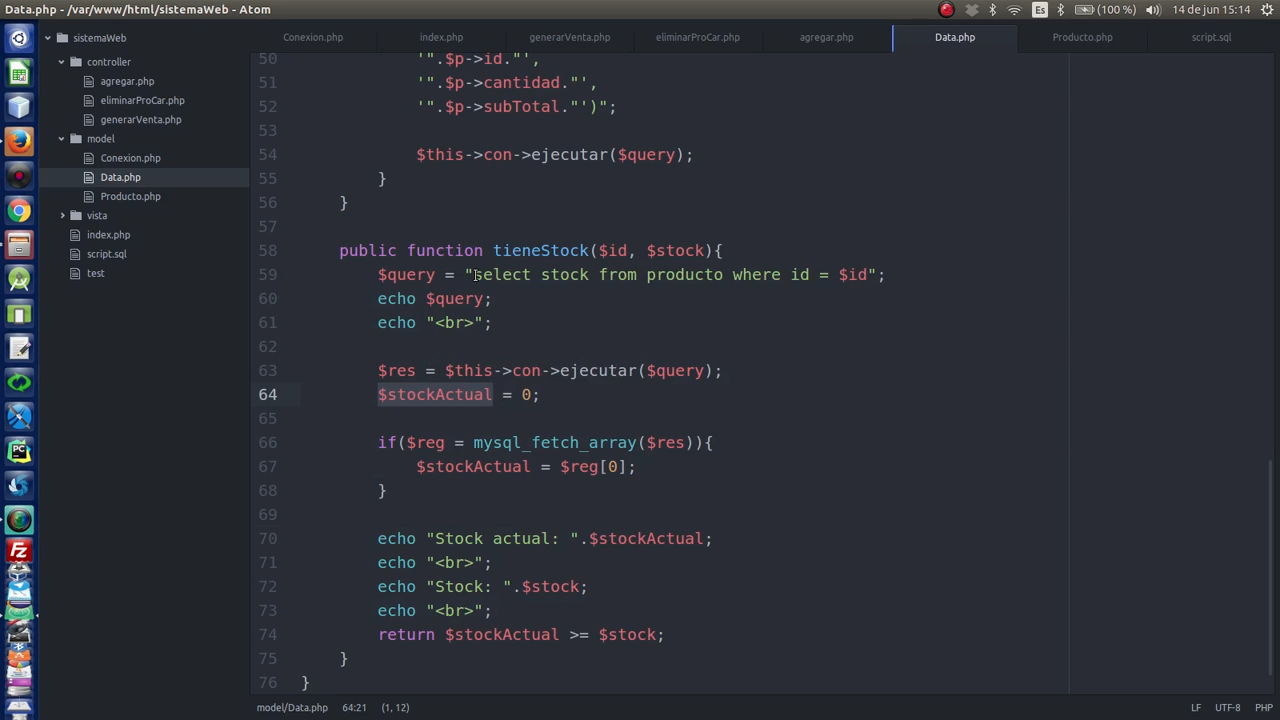 Data.php - /var/www/html/sistemaWeb - Atom
Es
(100 %)
14 de jun 15:14
sistemaWeb
controller
agregar.php
eliminarProCar.php
generarVenta.php
model
Conexion.php
Data.php
Producto.php
vista
index.php
script.sql
test
Conexion.php
index.php
generarVenta.php
eliminarProCar.php
agregar.php
Data.php
Producto.php
script.sql
50 '".$p->id."',
51 '".$p->cantidad."',
52 '".$p->subTotal."')";
53
54 $this->con->ejecutar($query);
55 }
56 }
57
58 public function tieneStock($id, $stock){
59 $query = "select stock from producto where id = $id";
60 echo $query;
61 echo "<br>";
62
63 $res = $this->con->ejecutar($query);
64 $stockActual = 0;
65
66 if($reg = mysql_fetch_array($res)){
67 $stockActual = $reg[0];
68 }
69
70 echo "Stock actual: ".$stockActual;
71 echo "<br>";
72 echo "Stock: ".$stock;
73 echo "<br>";
74 return $stockActual >= $stock;
75 }
76 }
model/Data.php 64:21 (1, 12)
LF UTF-8 PHP
PC
Fz